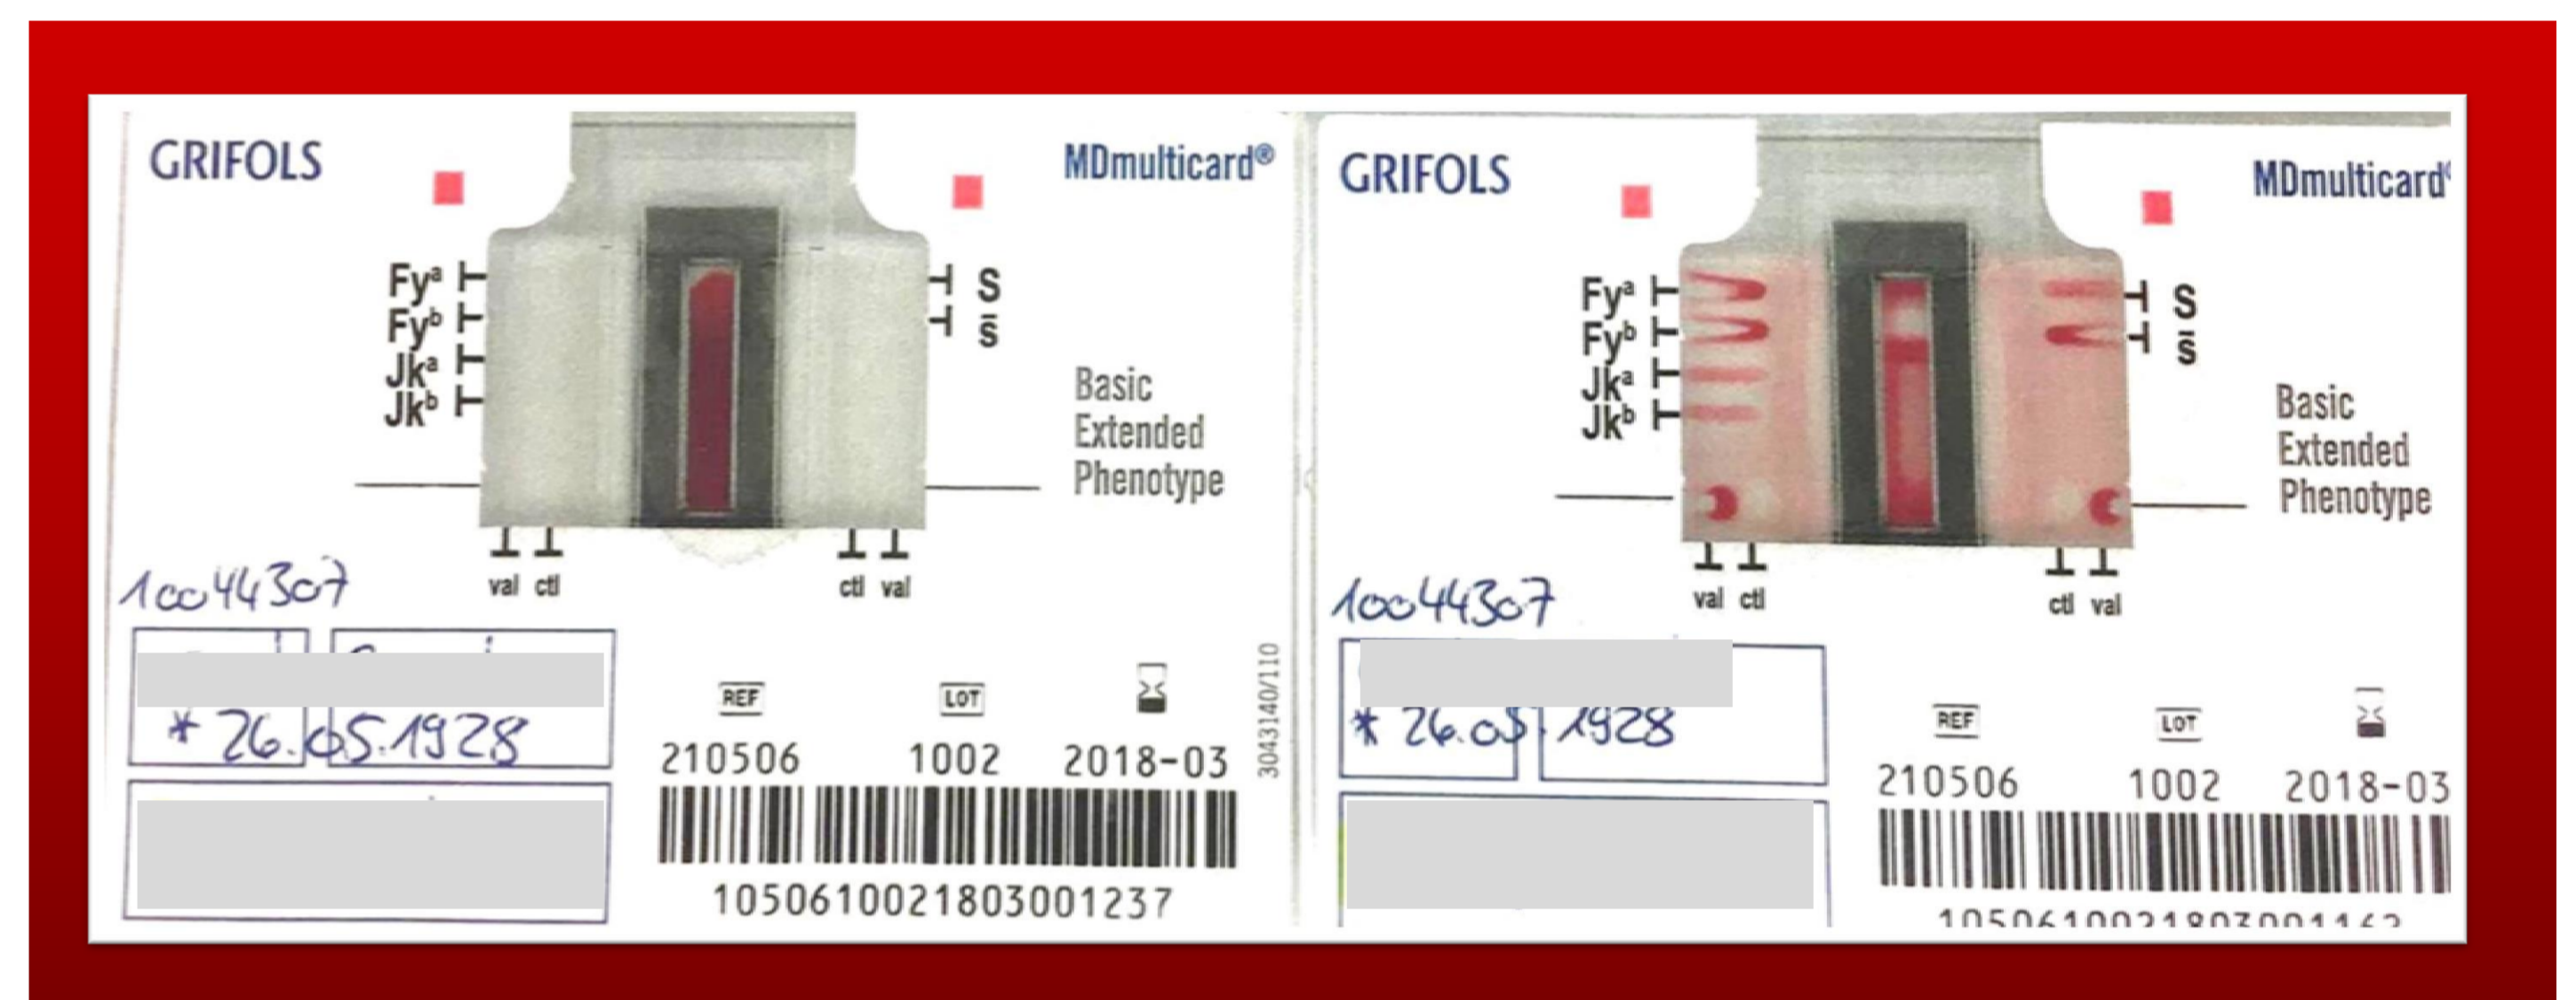 GRIFOLS
MDmulticard®
Fyª
Fyᵇ
Jkª
Jkᵇ
S
s̄
Basic
Extended
Phenotype
val ctl
ctl val
10044307
* 26.05.1928
REF
LOT
210506
1002
2018-03
3043140/110
1050610021803001237
GRIFOLS
MDmulticard
Fyª
Fyᵇ
Jkª
Jkᵇ
S
s̄
Basic
Extended
Phenotype
val ctl
ctl val
10044307
* 26.05.1928
REF
LOT
210506
1002
2018-03